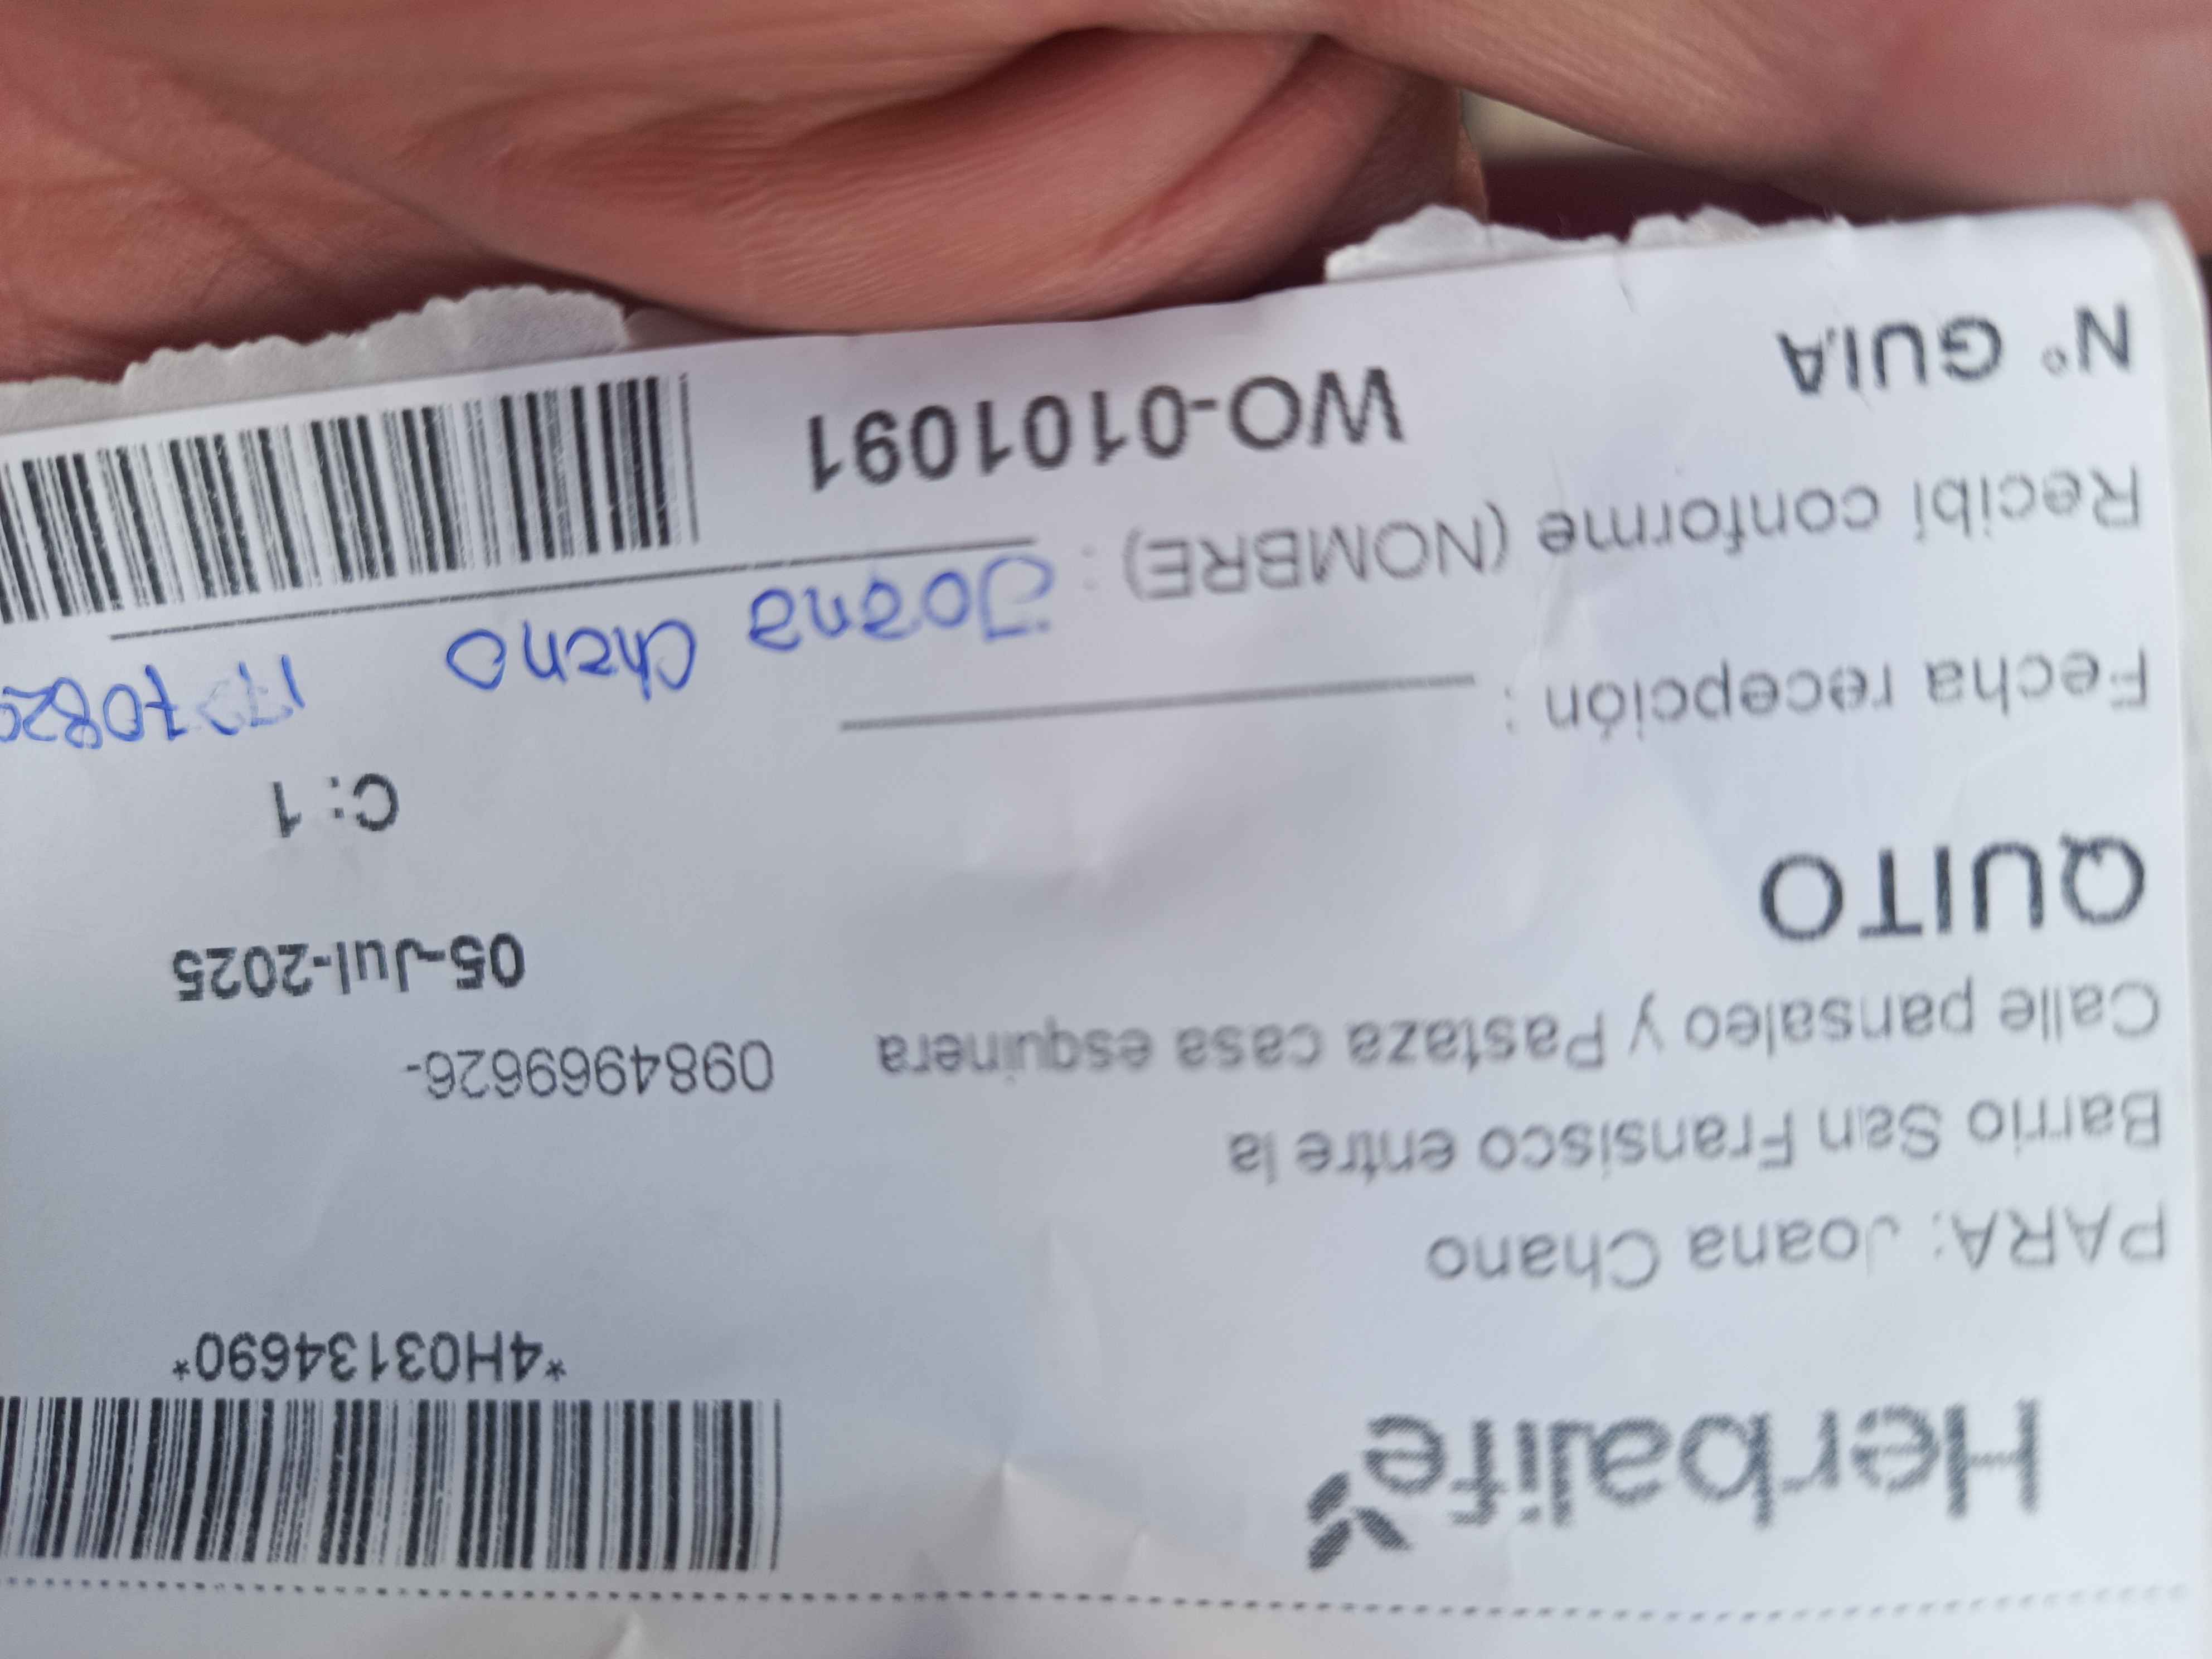 Herbalife
*4H03134690*
PARA: Joana Chano
Barrio San Fransisco entre la
Calle pansaleo y Pastaza casa esquinera 0984969626-
QUITO 05-Jul-2025
C: 1
Fecha recepción :
Recibí conforme (NOMBRE) : Joana Chano
N° GUIA WO-0101091